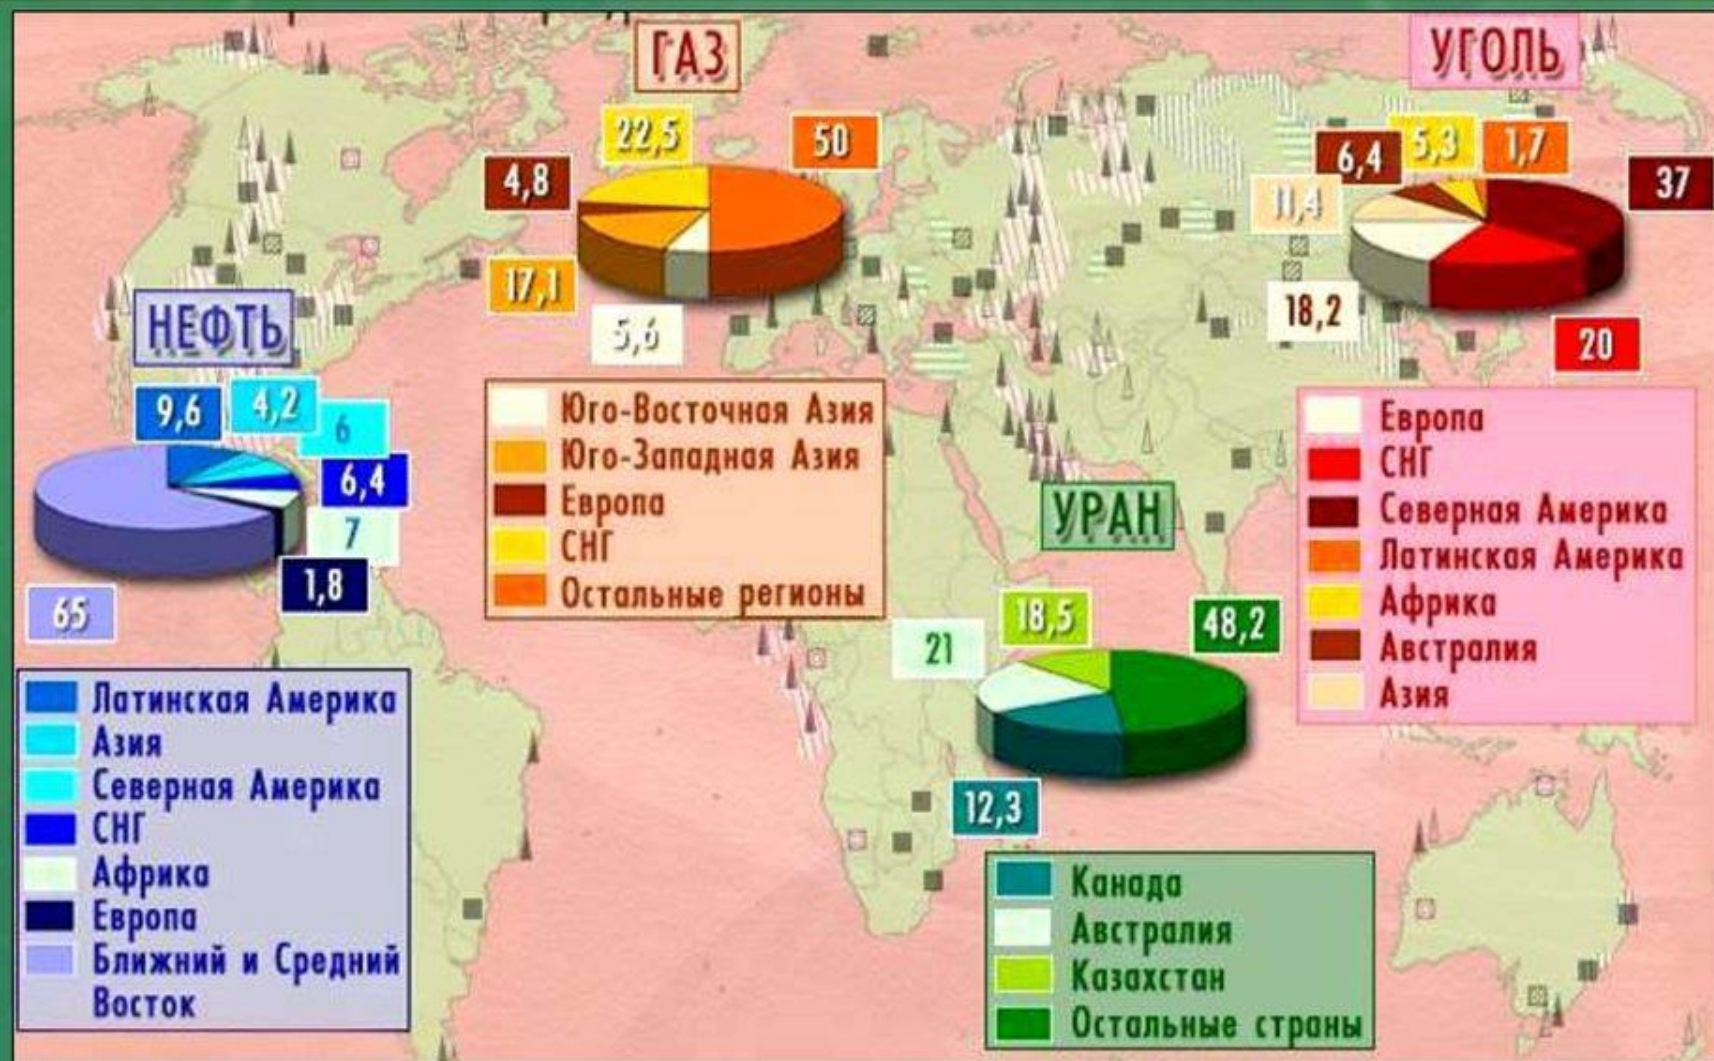 ГАЗ
22,5
50
4,8
17,1
5,6
Юго-Восточная Азия
Юго-Западная Азия
Европа
СНГ
Остальные регионы
УГОЛЬ
6,4
5,3
1,7
37
11,4
18,2
20
Европа
СНГ
Северная Америка
Латинская Америка
Африка
Австралия
Азия
НЕФТЬ
9,6
4,2
6
6,4
7
1,8
65
Латинская Америка
Азия
Северная Америка
СНГ
Африка
Европа
Ближний и Средний
Восток
УРАН
18,5
48,2
21
12,3
Канада
Австралия
Казахстан
Остальные страны